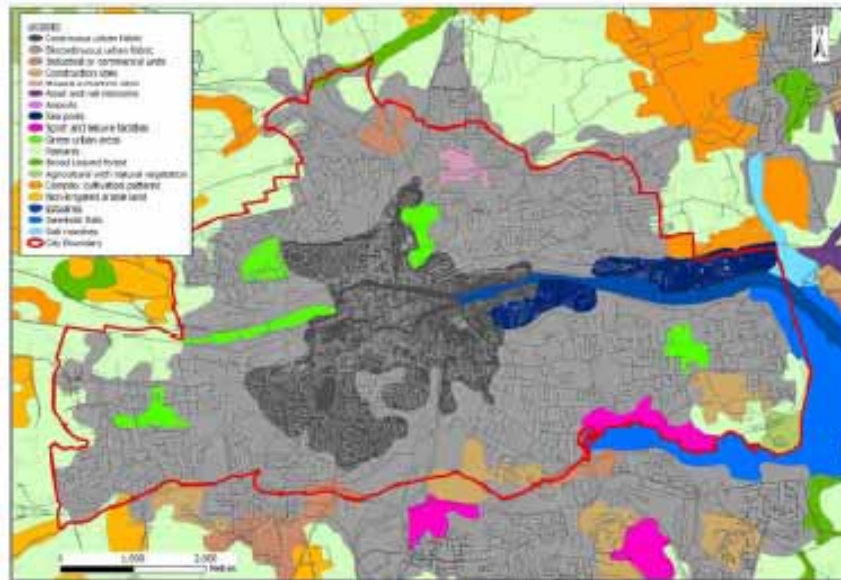 LEGEND
Continuous urban fabric
Discontinuous urban fabric
Industrial or commercial units
Construction sites
Road and rail networks
Airports
Sea ports
Sport and leisure facilities
Green urban areas
Pastures
Broad leaved forest
Agricultural with natural vegetation
Complex cultivation patterns
Non-irrigated arable land
Estuaries
Intertidal flats
Salt marshes
City Boundary
N
0 1,000 2,000
Metres